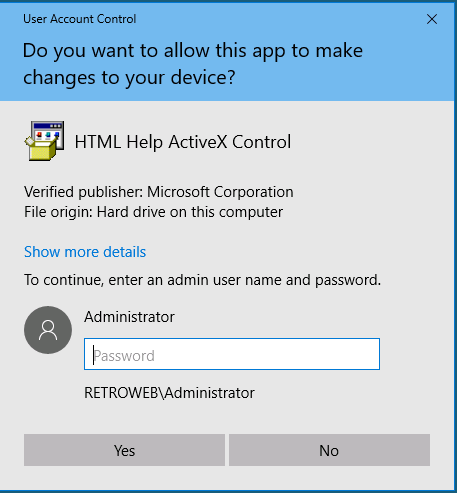 User Account Control
Do you want to allow this app to make
changes to your device?
HTML Help ActiveX Control
Verified publisher: Microsoft Corporation
File origin: Hard drive on this computer
Show more details
To continue, enter an admin user name and password.
Administrator
Password
RETROWEB\Administrator
Yes
No